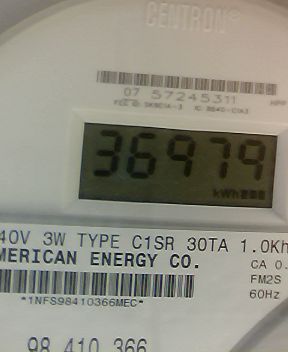 CENTRON®
07 57245311
36979
kWh
40V 3W TYPE C1SR 30TA 1.0Kh
MERICAN ENERGY CO.
CA 0.
FM2S
*1NFS98410366MEC*
60Hz
98 410 366